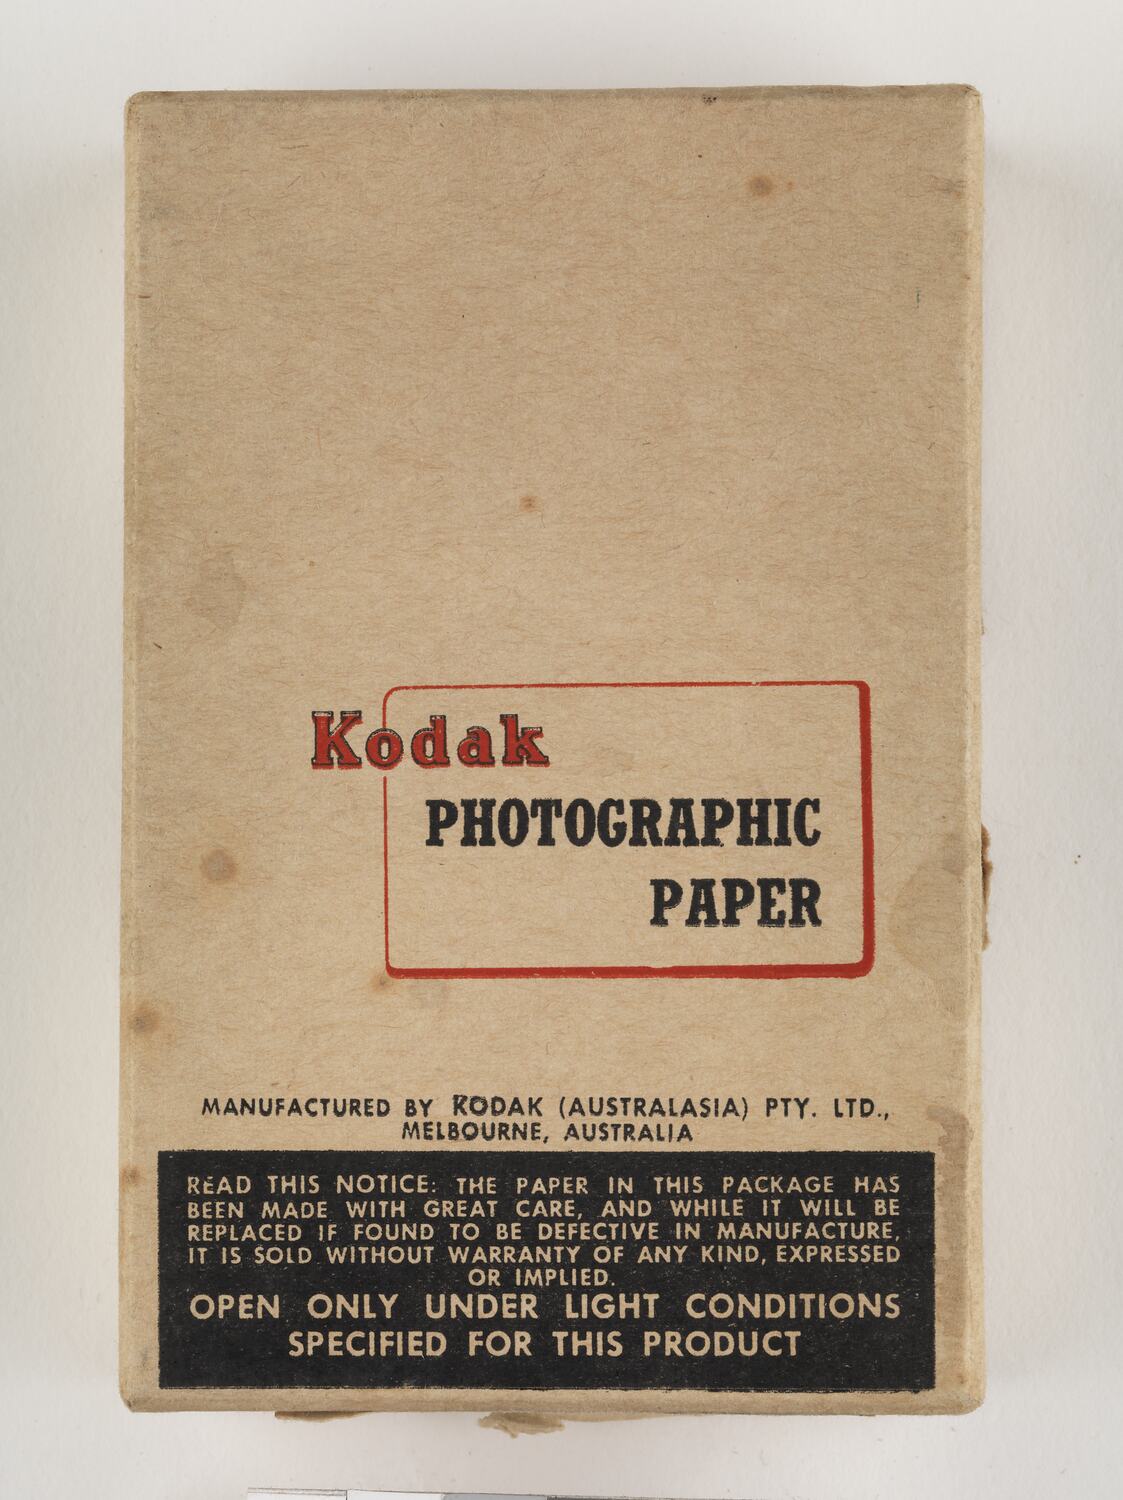 Kodak
PHOTOGRAPHIC
PAPER
MANUFACTURED BY KODAK (AUSTRALASIA) PTY. LTD.,
MELBOURNE, AUSTRALIA
READ THIS NOTICE: THE PAPER IN THIS PACKAGE HAS
BEEN MADE WITH GREAT CARE, AND WHILE IT WILL BE
REPLACED IF FOUND TO BE DEFECTIVE IN MANUFACTURE,
IT IS SOLD WITHOUT WARRANTY OF ANY KIND, EXPRESSED
OR IMPLIED.
OPEN ONLY UNDER LIGHT CONDITIONS
SPECIFIED FOR THIS PRODUCT